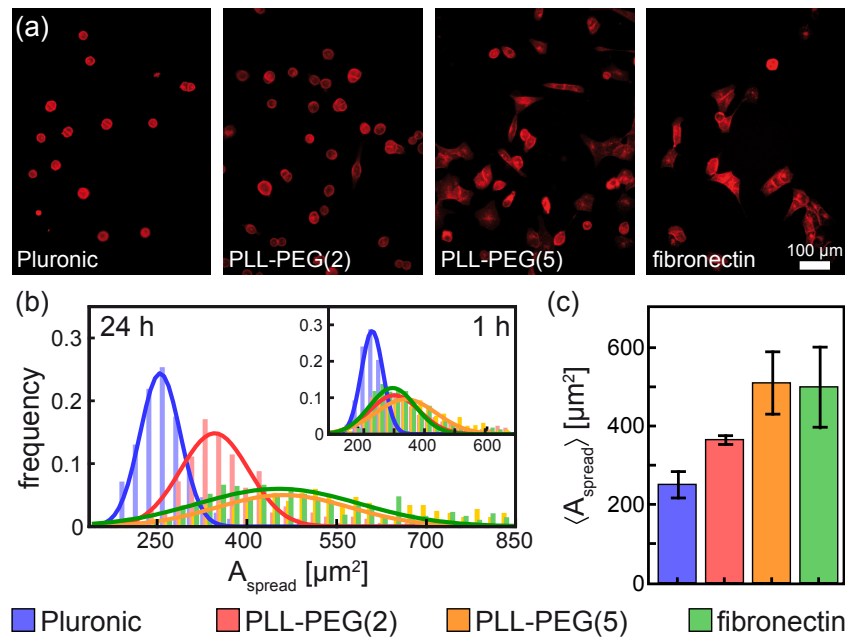 (a)
Pluronic
PLL-PEG(2)
PLL-PEG(5)
fibronectin
100 µm
(b)
24 h
1 h
0.3
0.2
0.1
0
frequency
0.3
0.2
0.1
0
200 400 600
250 400 550 700 850
A_spread [µm²]
(c)
600
400
200
0
⟨A_spread⟩ [µm²]
Pluronic
PLL-PEG(2)
PLL-PEG(5)
fibronectin